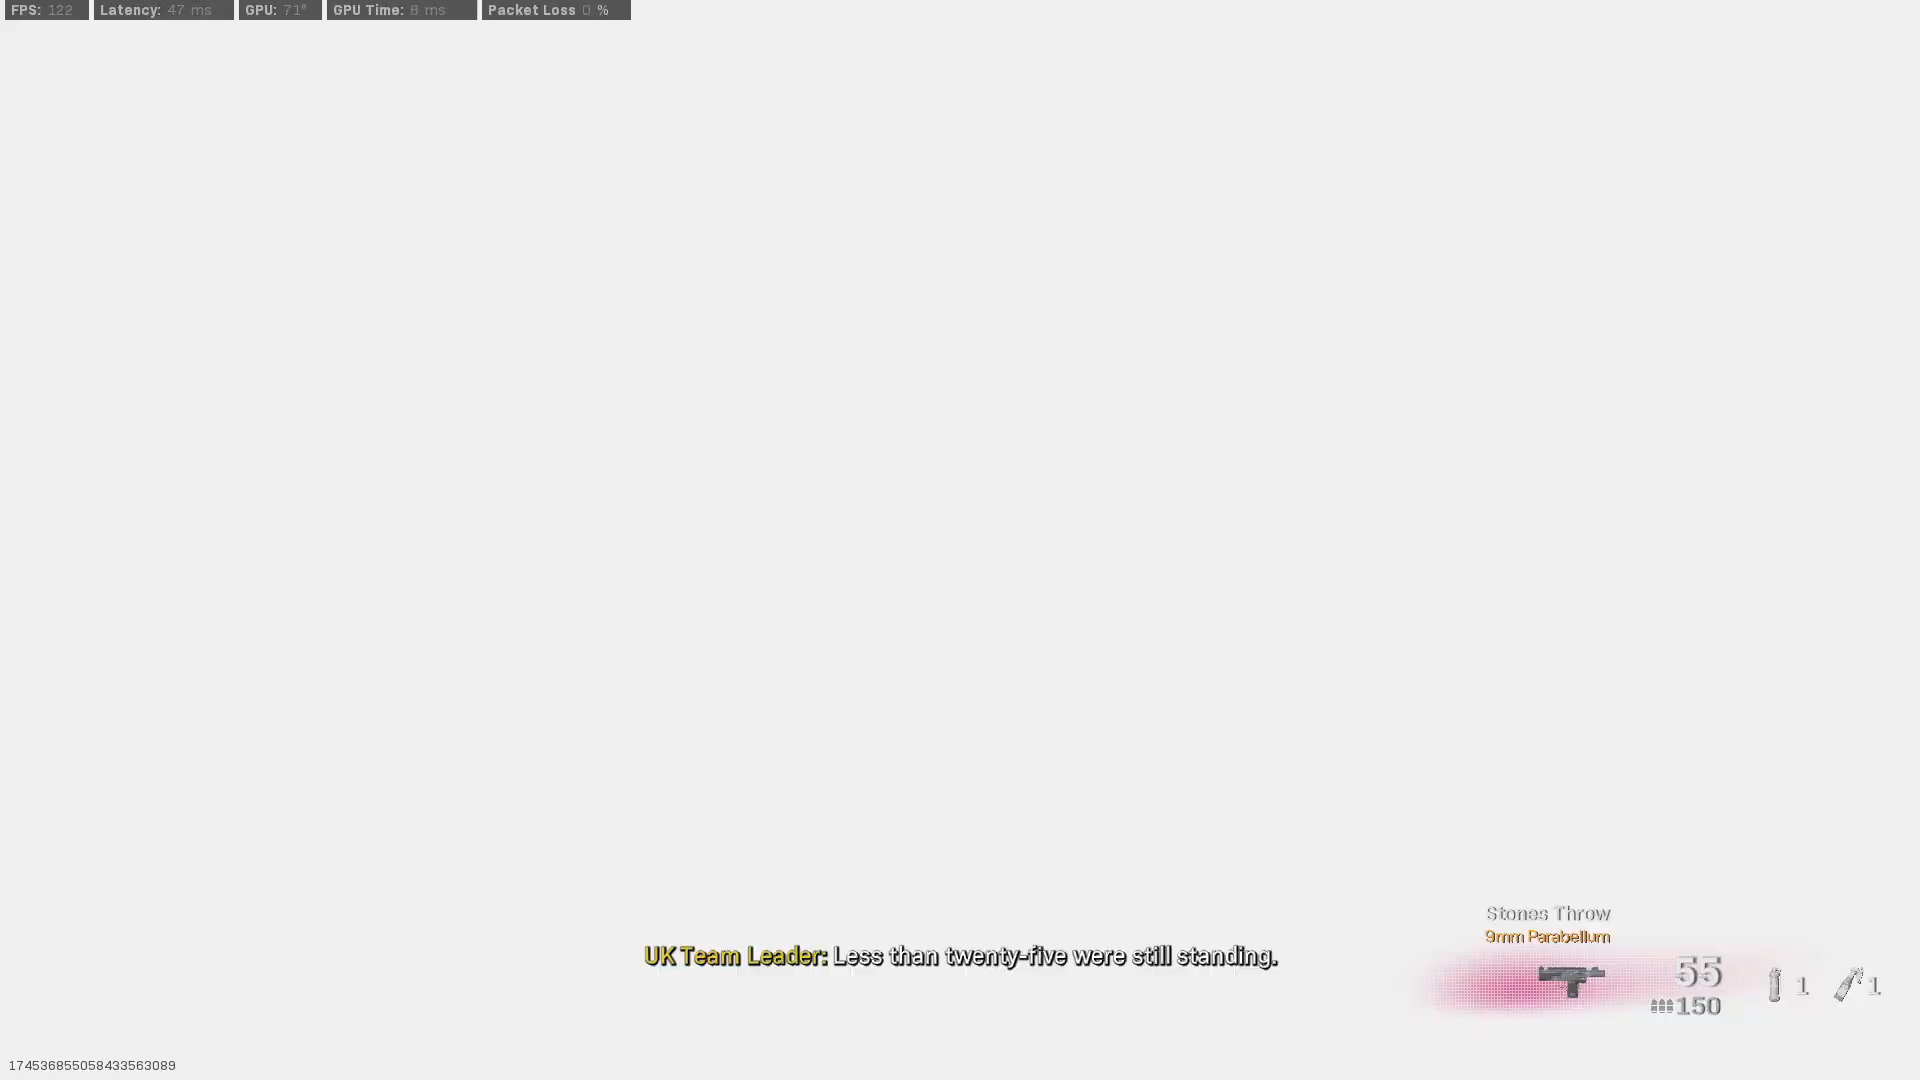 FPS: 122 Latency: 47 ms GPU: 71° GPU Time: 8 ms Packet Loss 0 %
Stones Throw
9mm Parabellum
UK Team Leader: Less than twenty-five were still standing.
55
150
1 1
17453685505843356308​9